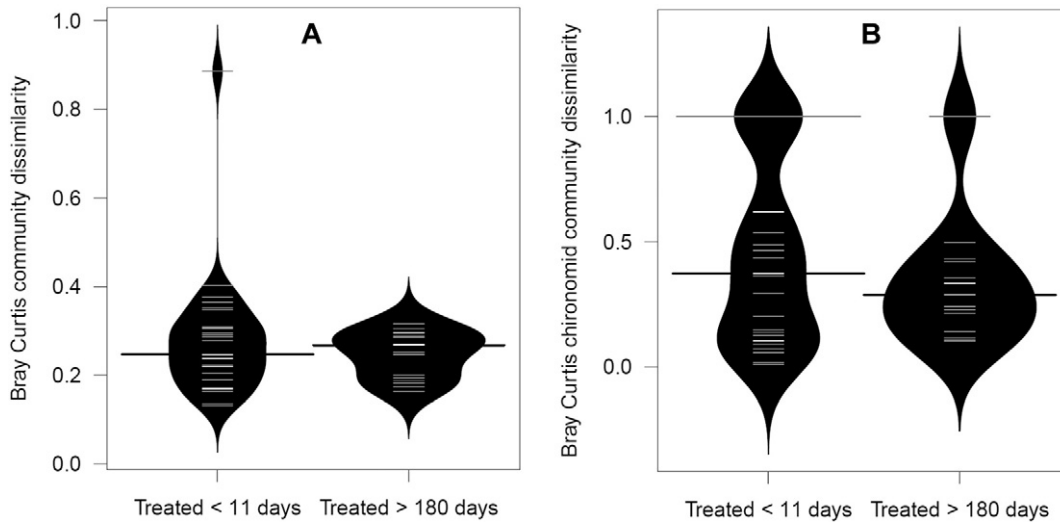 A
Bray Curtis community dissimilarity
1.0
0.8
0.6
0.4
0.2
0.0
Treated < 11 days
Treated > 180 days
B
Bray Curtis chironomid community dissimilarity
1.0
0.5
0.0
Treated < 11 days
Treated > 180 days